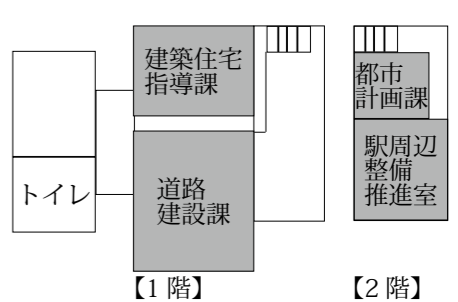 建築住宅
指導課
都市
計画課
トイレ
道路
建設課
駅周辺
整備
推進室
【1 階】
【2 階】